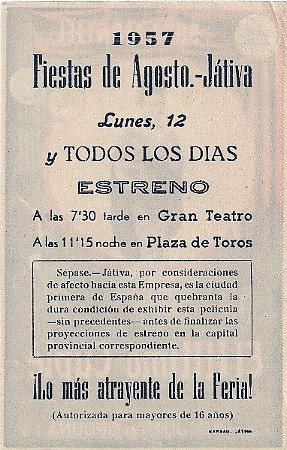 1957
Fiestas de Agosto.-Játiva
Lunes, 12
y TODOS LOS DIAS
ESTRENO
A las 7'30 tarde en Gran Teatro
A las 11'15 noche en Plaza de Toros
Sépase.—Játiva, por consideraciones
de afecto hacia esta Empresa, es la ciudad
primera de España que quebranta la
dura condición de exhibir esta película
—sin precedentes—antes de finalizar las
proyecciones de estreno en la capital
provincial correspondiente.
¡Lo más atrayente de la Feria!
(Autorizada para mayores de 16 años)